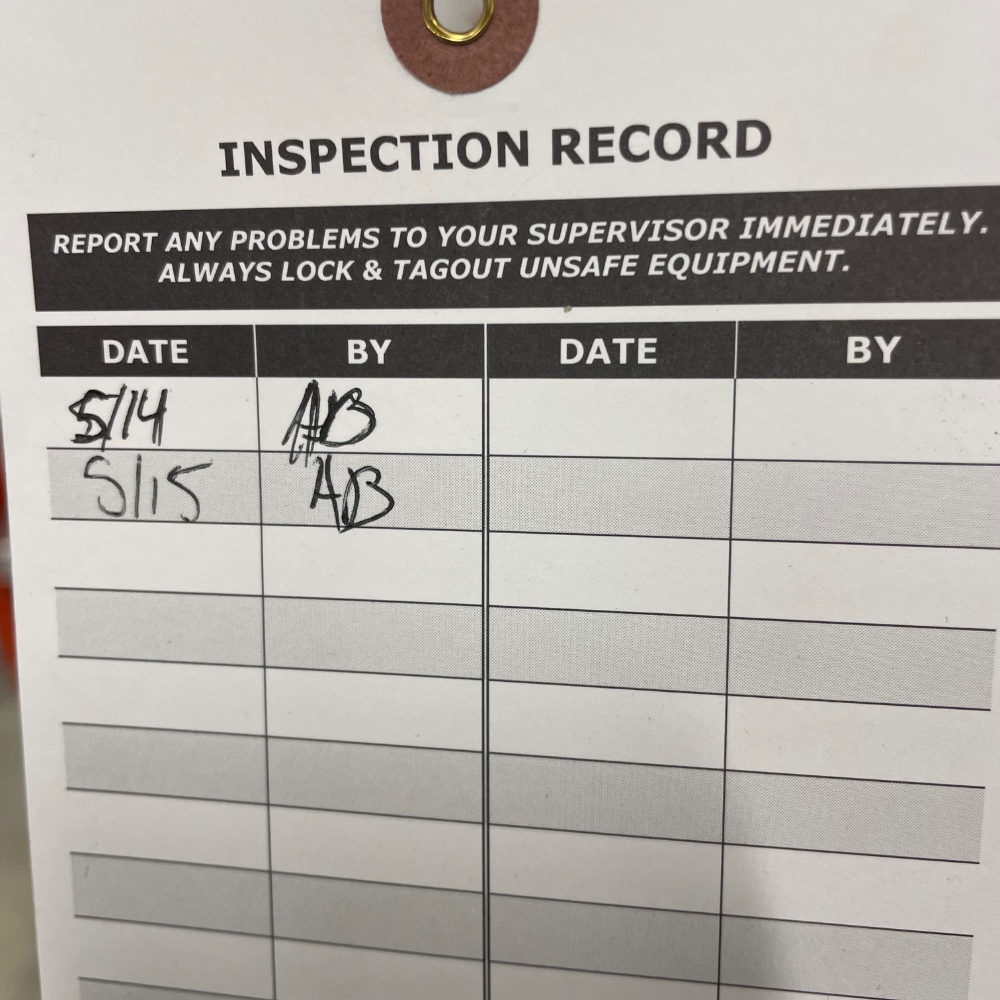 INSPECTION RECORD
REPORT ANY PROBLEMS TO YOUR SUPERVISOR IMMEDIATELY.
ALWAYS LOCK & TAGOUT UNSAFE EQUIPMENT.
DATE BY DATE BY
5/14 AB
5/15 AB